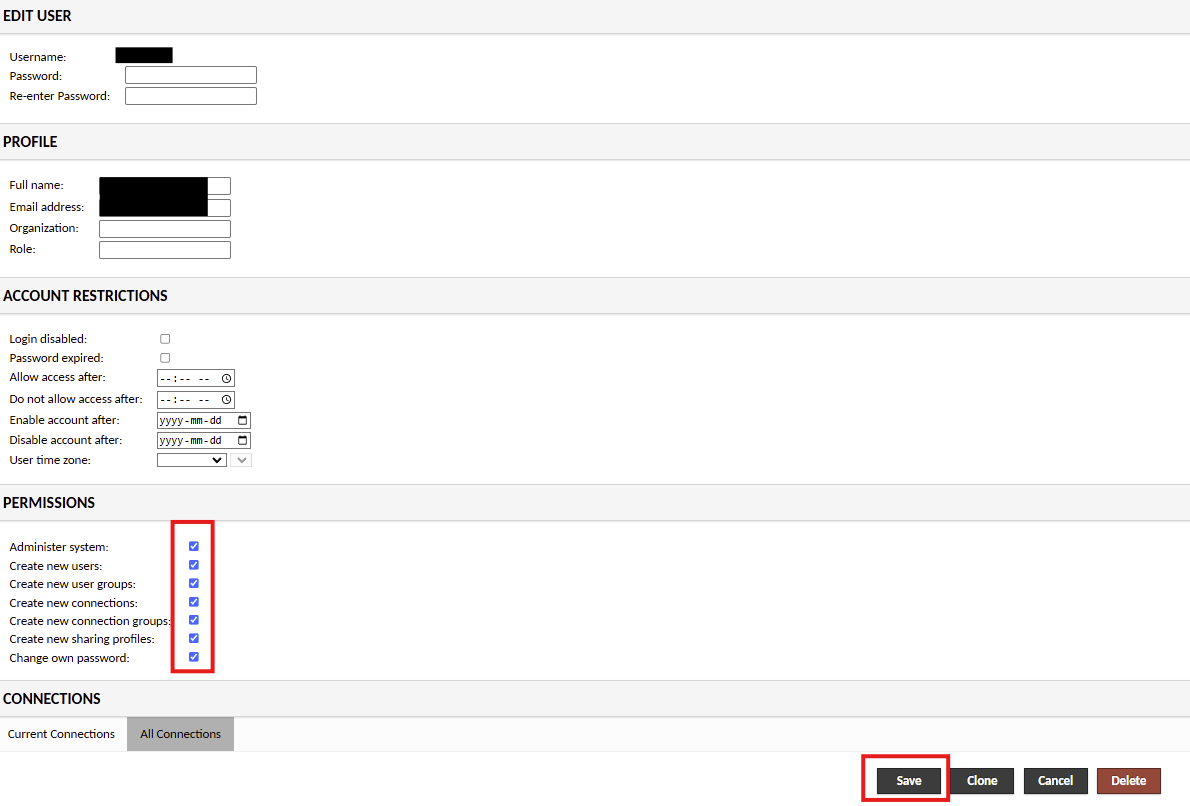 EDIT USER
Username:
Password:
Re-enter Password:
PROFILE
Full name:
Email address:
Organization:
Role:
ACCOUNT RESTRICTIONS
Login disabled:
Password expired:
Allow access after: --:-- --
Do not allow access after: --:-- --
Enable account after: yyyy-mm-dd
Disable account after: yyyy-mm-dd
User time zone:
PERMISSIONS
Administer system:
Create new users:
Create new user groups:
Create new connections:
Create new connection groups:
Create new sharing profiles:
Change own password:
CONNECTIONS
Current Connections All Connections
Save Clone Cancel Delete